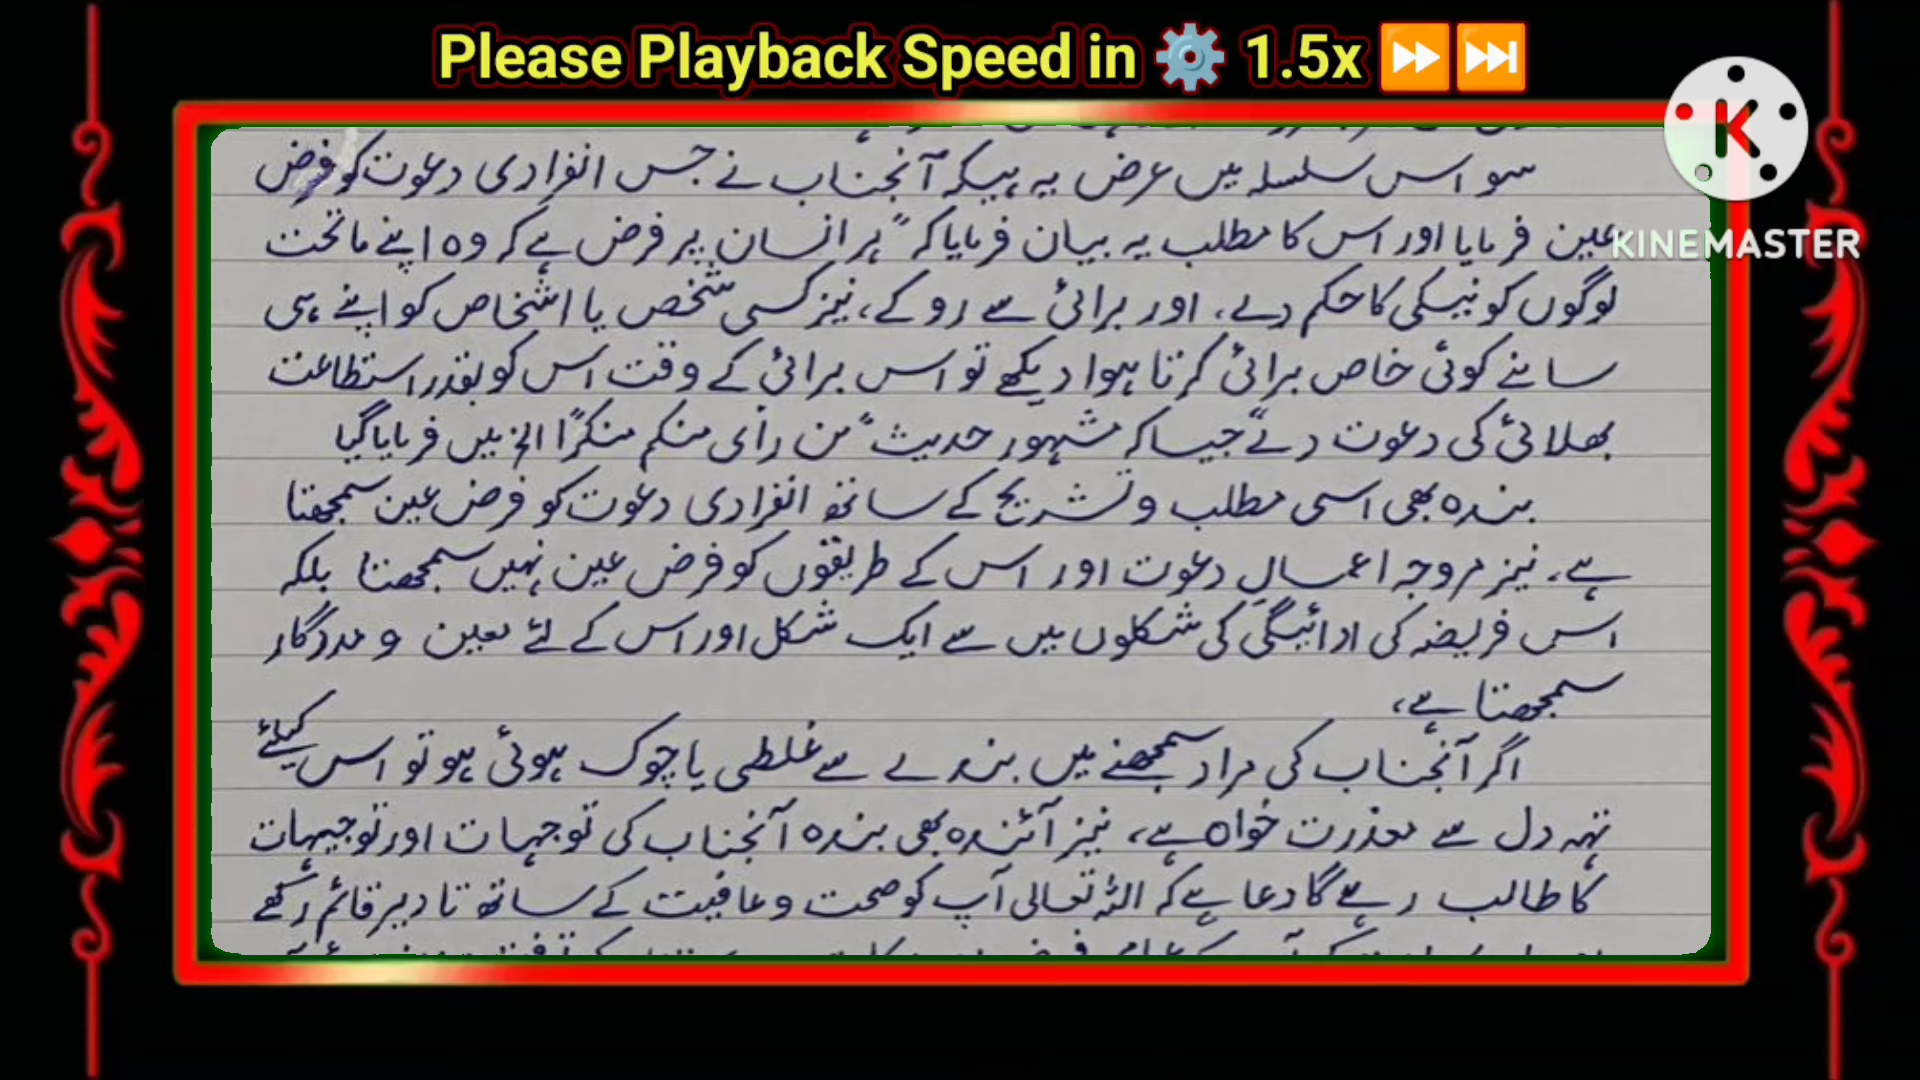 Please Playback Speed in ⚙️ 1.5x ⏩ ⏭
KINEMASTER
سو اس سلسلہ میں عرض یہ ہیکہ آنجناب نے جس انفرادی دعوت کو فرض
عین فرمایا اور اس کا مطلب یہ بیان فرمایا کہ " ہر انسان پر فرض ہے کہ وہ اپنے ماتحت
لوگوں کو نیکی کا حکم دے، اور برائی سے روکے، نیز کسی شخص یا اشخاص کو اپنے ہی
سامنے کوئی خاص برائی کرتا ہوا دیکھے تو اس برائی کے وقت اس کو بقدر استطاعت
بھلائی کی دعوت دے" جیسا کہ مشہور حدیث " من رأی منکم منکرًا الخ میں فرمایا گیا
بندہ بھی اسی مطلب و تشریح کے ساتھ انفرادی دعوت کو فرض عین سمجھتا
ہے، نیز مروجہ اعمالِ دعوت اور اس کے طریقوں کو فرض عین نہیں سمجھتا بلکہ
اس فریضہ کی ادائیگی کی شکلوں میں سے ایک شکل اور اس کے لئے معین و مددگار
سمجھتا ہے،
اگر آنجناب کی مراد سمجھنے میں بندے سے غلطی یا چوک ہوئی ہو تو اس کیلئے
تہہ دل سے معذرت خواہ ہے، نیز آئندہ بھی بندہ آنجناب کی توجہات اور توجیہات
کا طالب رہے گا دعا ہے کہ اللہ تعالی آپ کو صحت و عافیت کے ساتھ تا دیر قائم رکھے